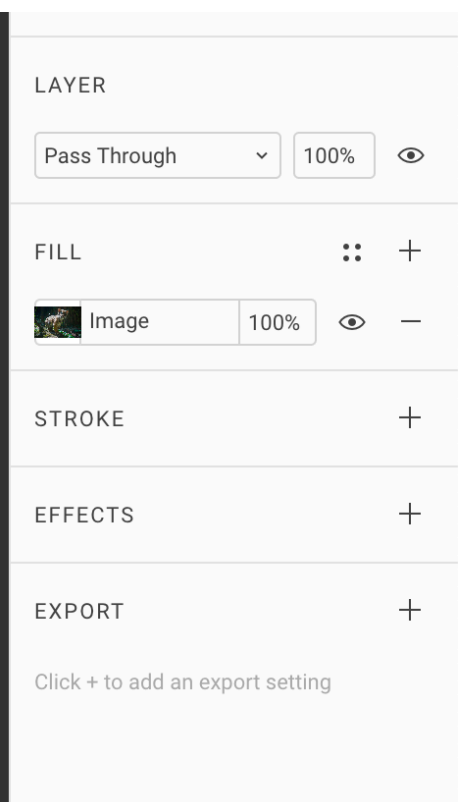 LAYER
Pass Through 100%
FILL
Image 100%
STROKE
EFFECTS
EXPORT
Click + to add an export setting